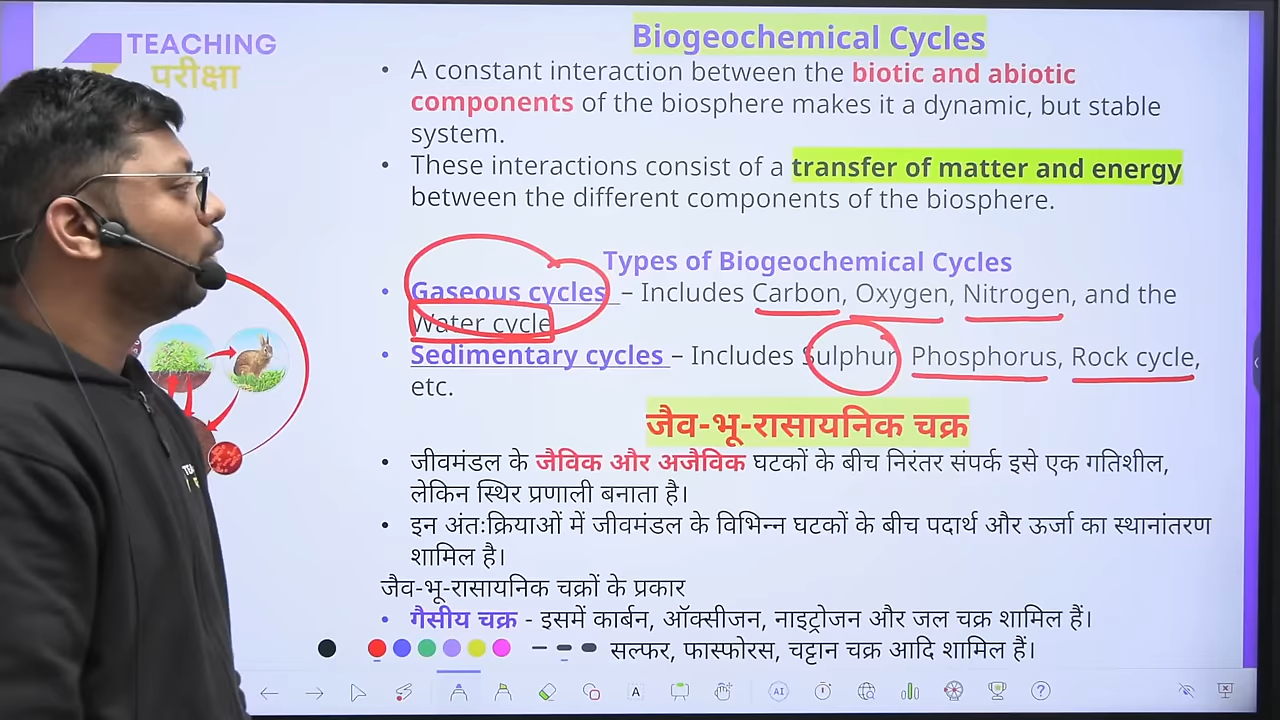 TEACHING
परीक्षा
Biogeochemical Cycles
• A constant interaction between the biotic and abiotic
components of the biosphere makes it a dynamic, but stable
system.
• These interactions consist of a transfer of matter and energy
between the different components of the biosphere.
Types of Biogeochemical Cycles
• Gaseous cycles – Includes Carbon, Oxygen, Nitrogen, and the
Water cycle
• Sedimentary cycles – Includes Sulphur, Phosphorus, Rock cycle,
etc.
जैव-भू-रासायनिक चक्र
• जीवमंडल के जैविक और अजैविक घटकों के बीच निरंतर संपर्क इसे एक गतिशील,
लेकिन स्थिर प्रणाली बनाता है।
• इन अंतःक्रियाओं में जीवमंडल के विभिन्न घटकों के बीच पदार्थ और ऊर्जा का स्थानांतरण
शामिल है।
जैव-भू-रासायनिक चक्रों के प्रकार
• गैसीय चक्र - इसमें कार्बन, ऑक्सीजन, नाइट्रोजन और जल चक्र शामिल हैं।
सल्फर, फास्फोरस, चट्टान चक्र आदि शामिल हैं।
A
AI
?